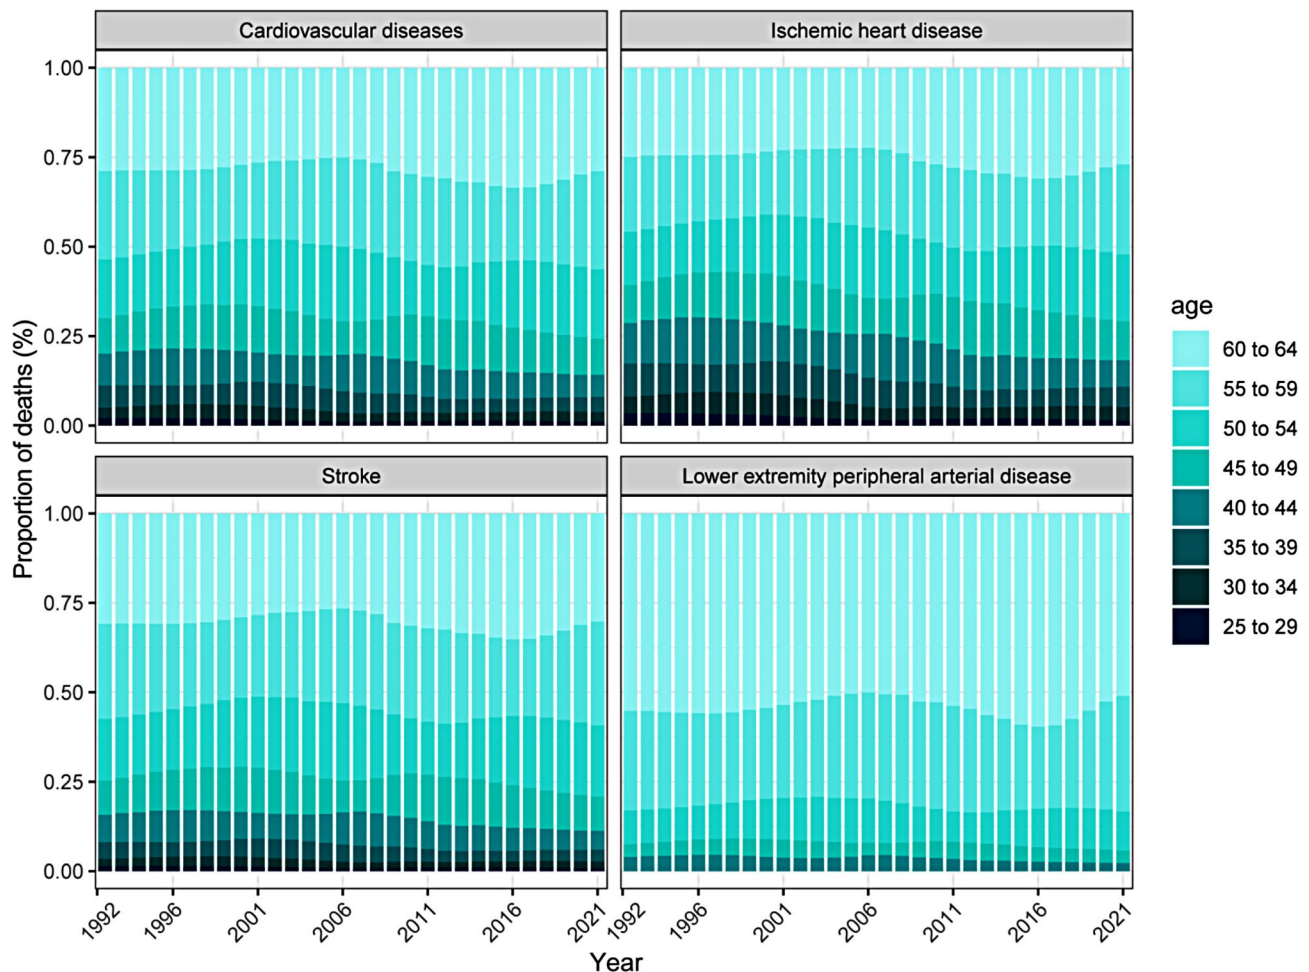 Cardiovascular diseases
Ischemic heart disease
1.00
0.75
0.50
0.25
0.00
Stroke
Lower extremity peripheral arterial disease
1.00
0.75
0.50
0.25
0.00
1992
1996
2001
2006
2011
2016
2021
1992
1996
2001
2006
2011
2016
2021
Year
Proportion of deaths (%)
age
60 to 64
55 to 59
50 to 54
45 to 49
40 to 44
35 to 39
30 to 34
25 to 29